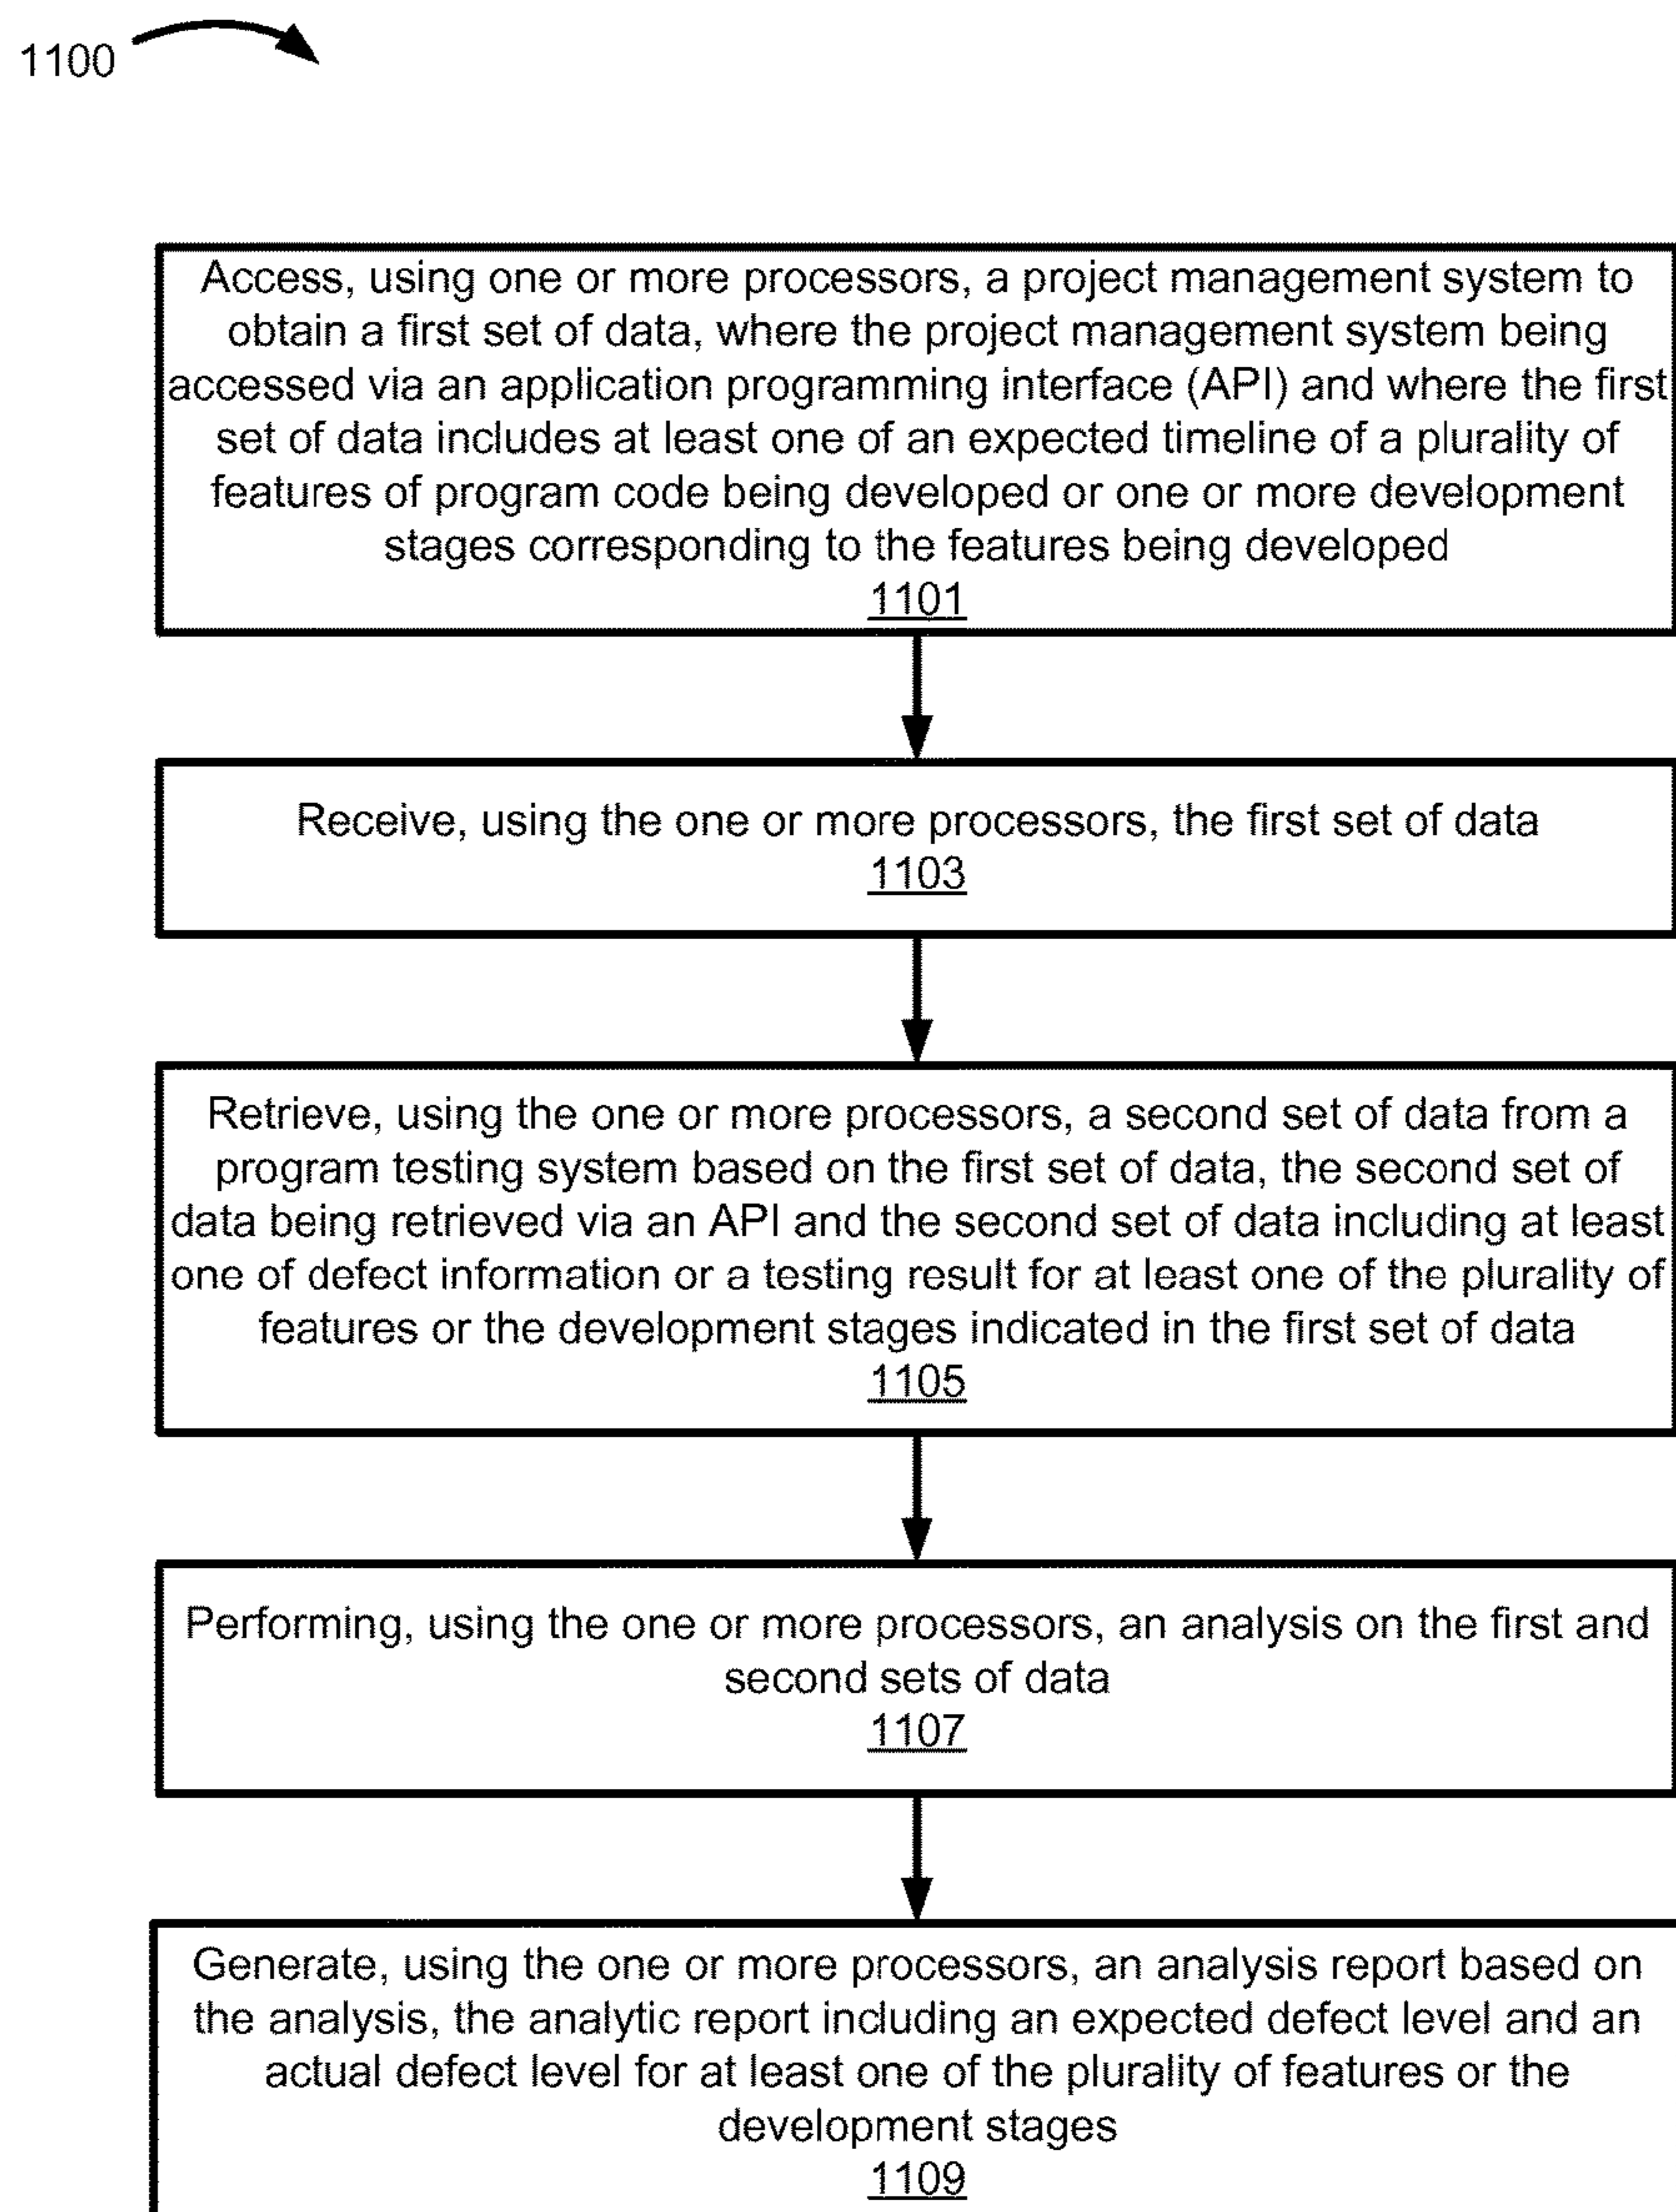 1100
Access, using one or more processors, a project management system to
obtain a first set of data, where the project management system being
accessed via an application programming interface (API) and where the first
set of data includes at least one of an expected timeline of a plurality of
features of program code being developed or one or more development
stages corresponding to the features being developed
1101
Receive, using the one or more processors, the first set of data
1103
Retrieve, using the one or more processors, a second set of data from a
program testing system based on the first set of data, the second set of
data being retrieved via an API and the second set of data including at least
one of defect information or a testing result for at least one of the plurality of
features or the development stages indicated in the first set of data
1105
Performing, using the one or more processors, an analysis on the first and
second sets of data
1107
Generate, using the one or more processors, an analysis report based on
the analysis, the analytic report including an expected defect level and an
actual defect level for at least one of the plurality of features or the
development stages
1109